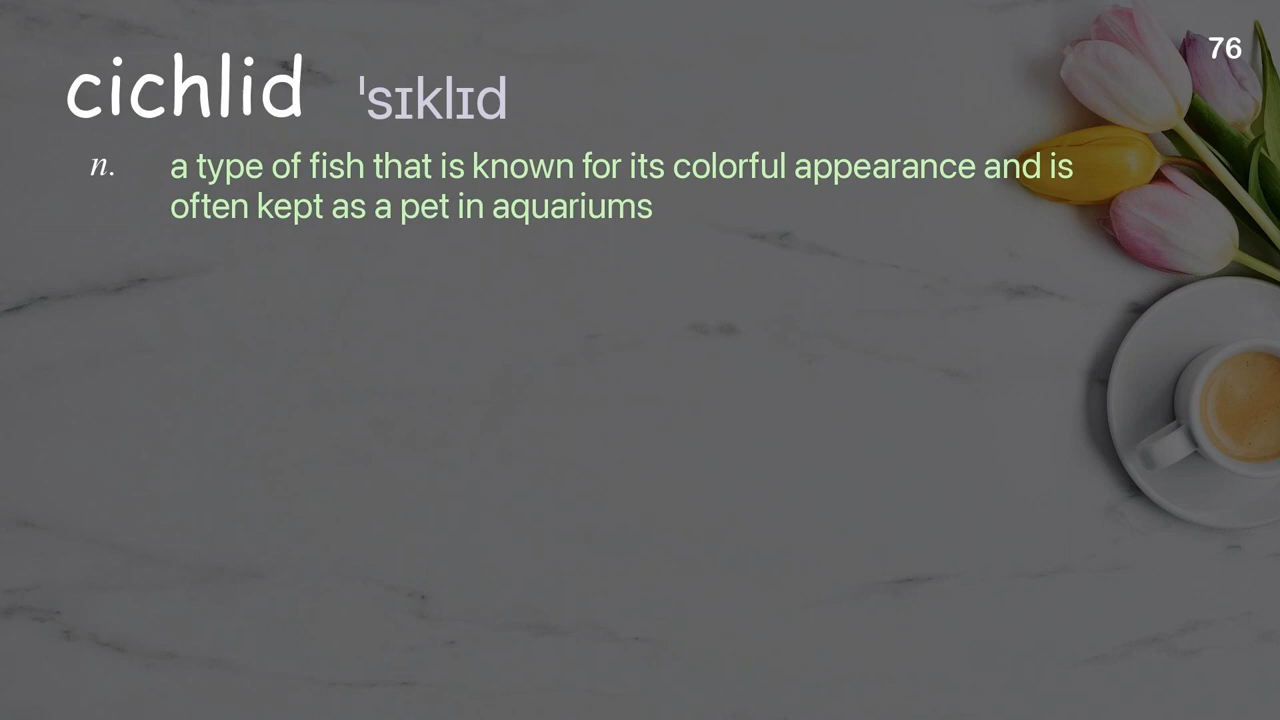 76
cichlid ˈsɪklɪd
n. a type of fish that is known for its colorful appearance and is
often kept as a pet in aquariums